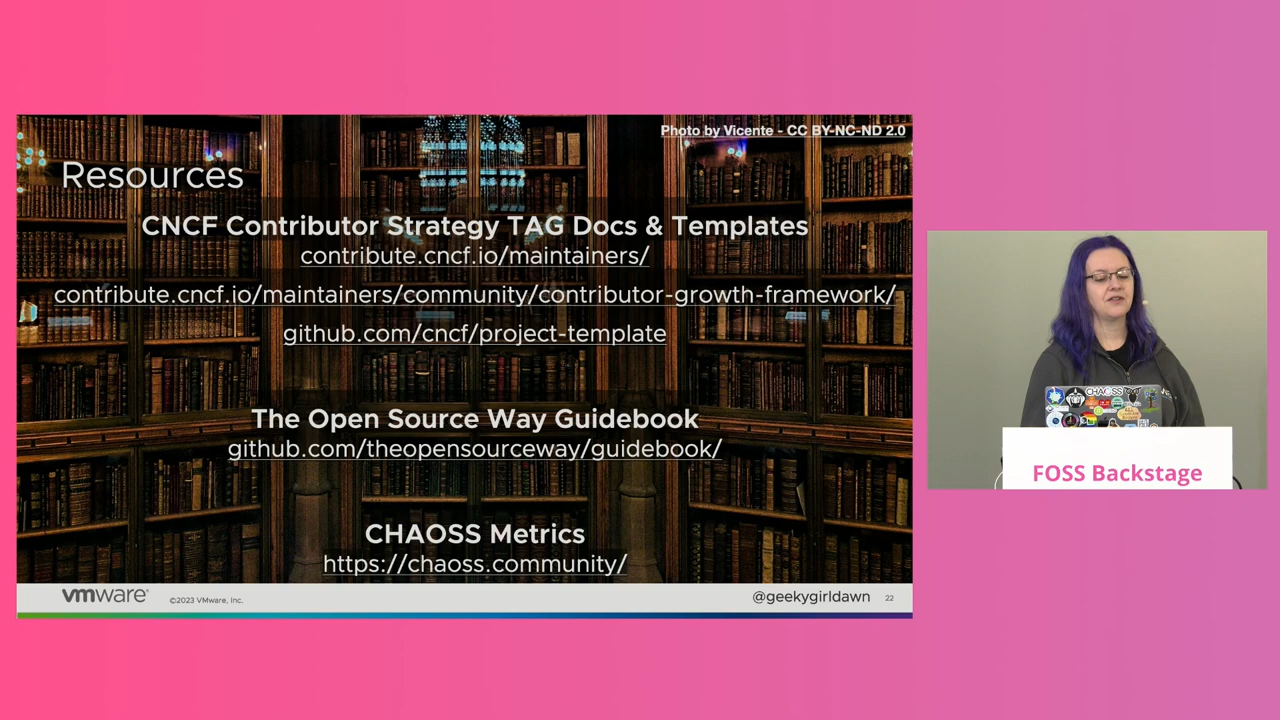 Photo by Vicente - CC BY-NC-ND 2.0
Resources
CNCF Contributor Strategy TAG Docs & Templates
contribute.cncf.io/maintainers/
contribute.cncf.io/maintainers/community/contributor-growth-framework/
github.com/cncf/project-template
The Open Source Way Guidebook
github.com/theopensourceway/guidebook/
CHAOSS Metrics
https://chaoss.community/
vmware®
©2023 VMware, Inc.
@geekygirldawn
22
CHAOSS
FOSS Backstage